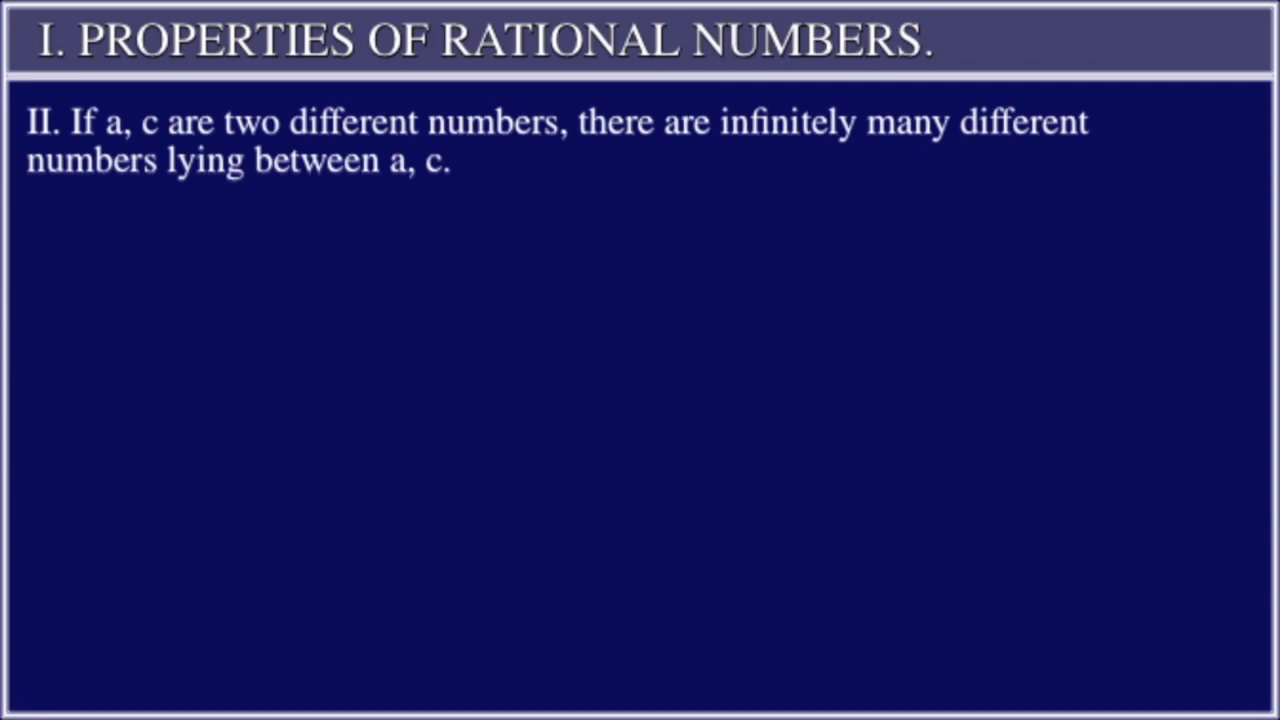 I. PROPERTIES OF RATIONAL NUMBERS.
II. If a, c are two different numbers, there are infinitely many different
numbers lying between a, c.